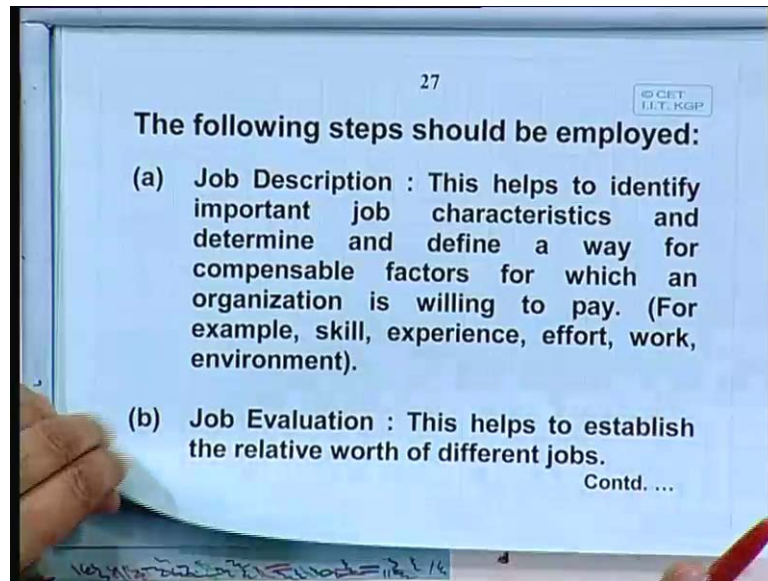 27
© CET
I.I.T. KGP
The following steps should be employed:
(a) Job Description : This helps to identify
important job characteristics and
determine and define a way for
compensable factors for which an
organization is willing to pay. (For
example, skill, experience, effort, work,
environment).
(b) Job Evaluation : This helps to establish
the relative worth of different jobs.
Contd. ...